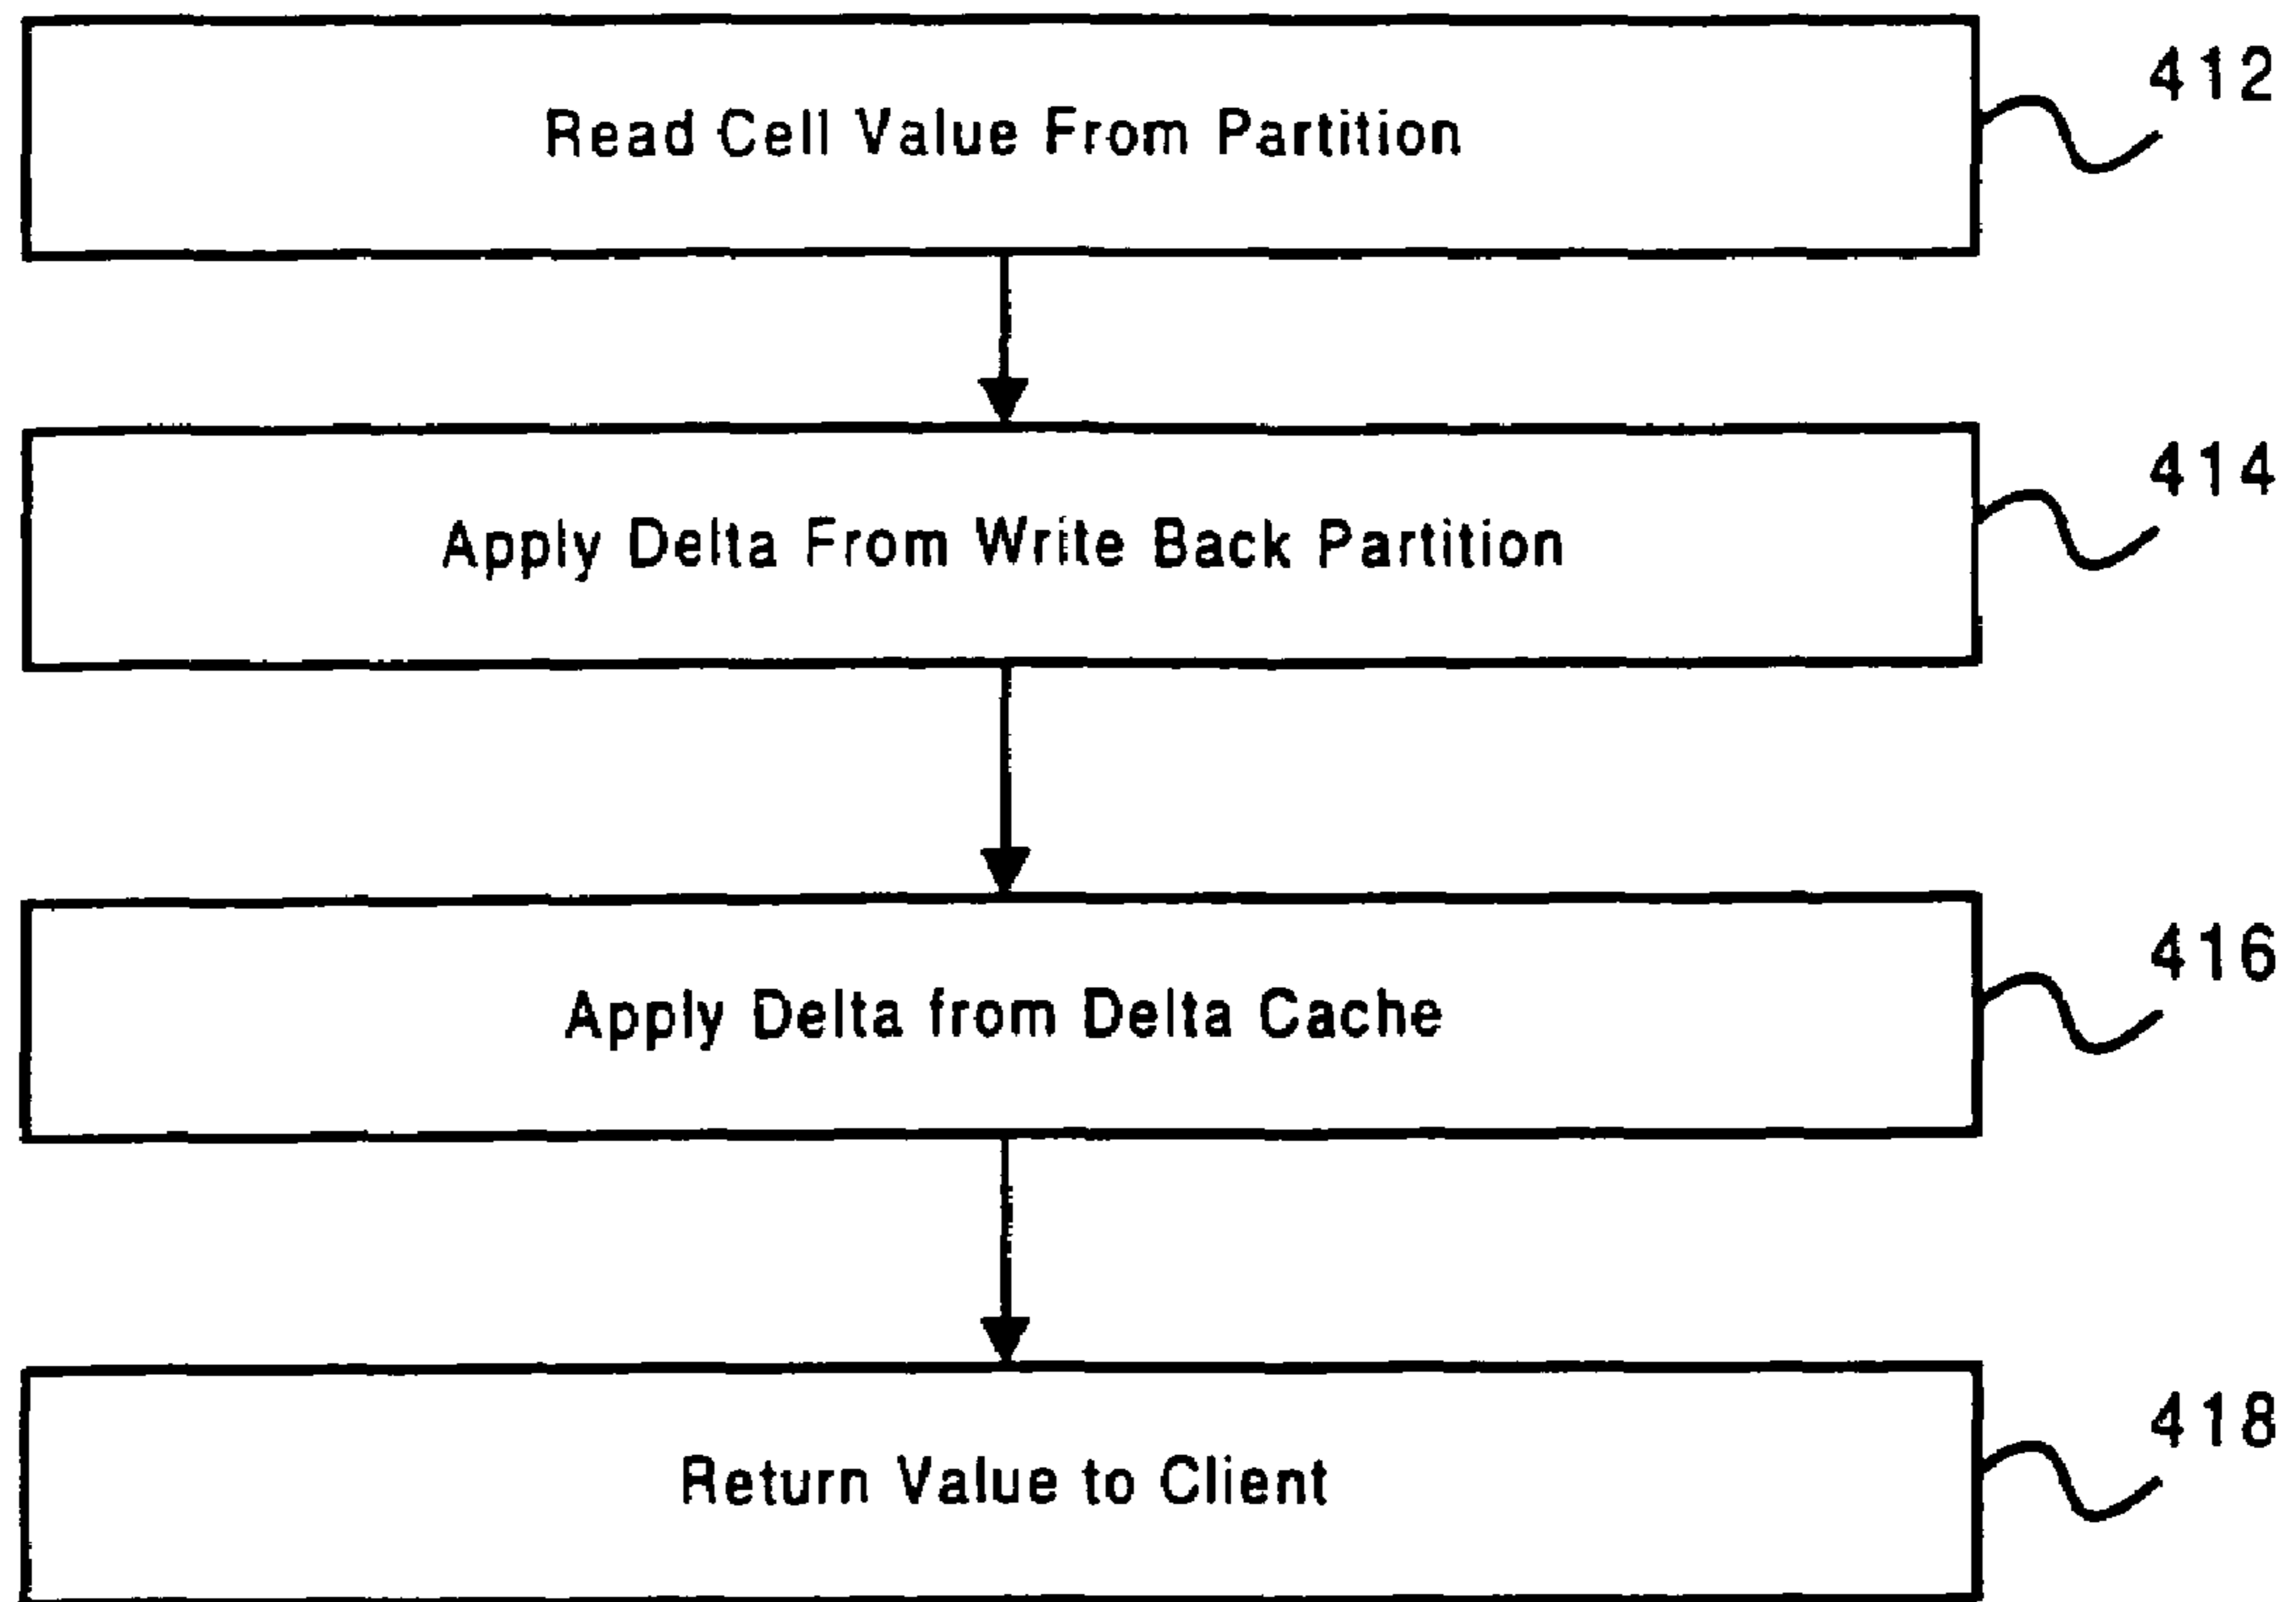 Read Cell Value From Partition
412
Apply Delta From Write Back Partition
414
Apply Delta from Delta Cache
416
Return Value to Client
418